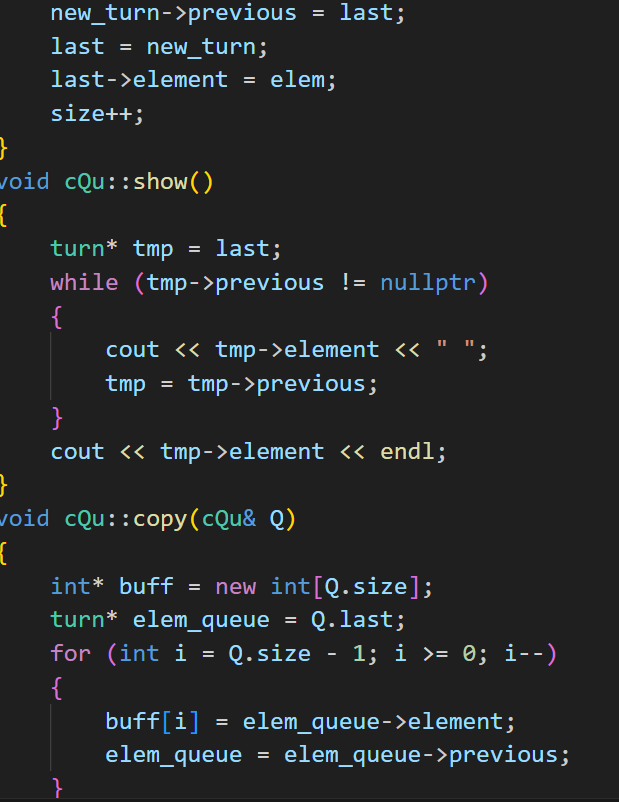 new_turn->previous = last;
last = new_turn;
last->element = elem;
size++;
}
void cQu::show()
{
turn* tmp = last;
while (tmp->previous != nullptr)
{
cout << tmp->element << " ";
tmp = tmp->previous;
}
cout << tmp->element << endl;
}
void cQu::copy(cQu& Q)
{
int* buff = new int[Q.size];
turn* elem_queue = Q.last;
for (int i = Q.size - 1; i >= 0; i--)
{
buff[i] = elem_queue->element;
elem_queue = elem_queue->previous;
}